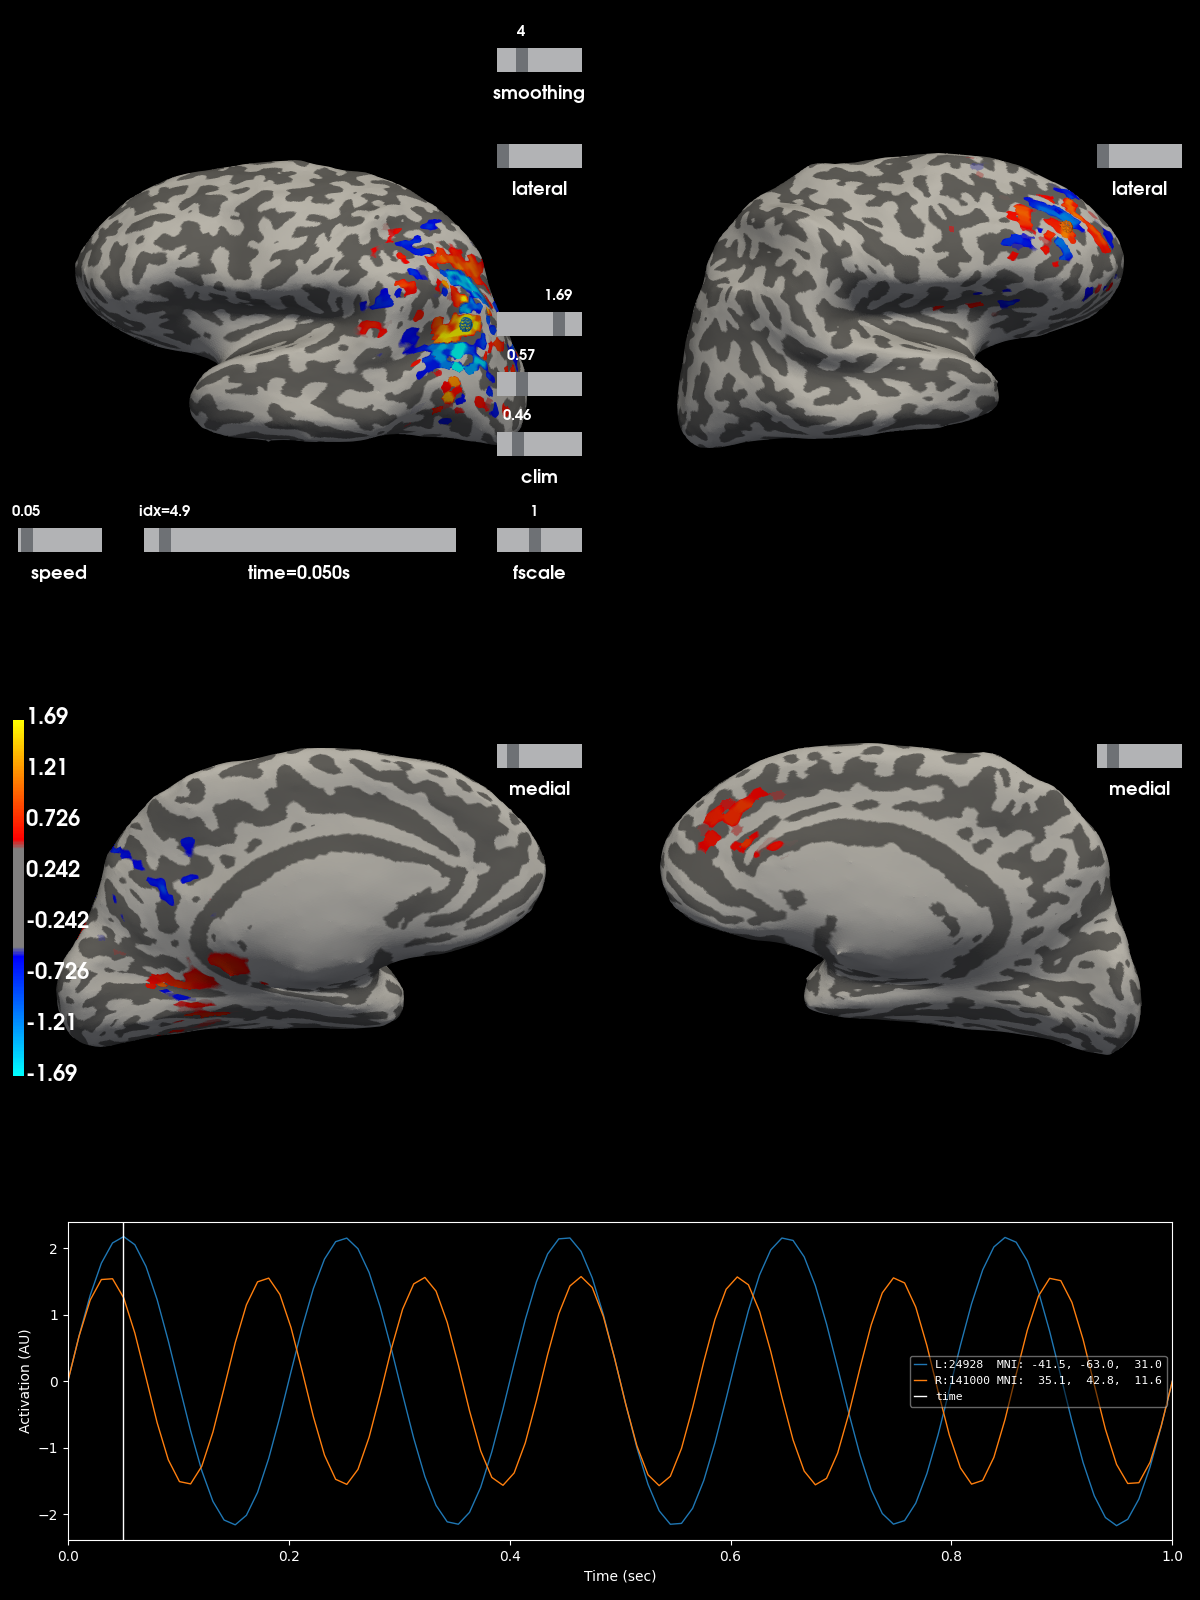 4
smoothing
lateral
lateral
1.69
0.57
0.46
clim
0.05
idx=4.9
1
speed
time=0.050s
fscale
1.69
1.21
0.726
0.242
-0.242
-0.726
-1.21
-1.69
medial
medial
2
1
0
−1
−2
Activation (AU)
L:24928 MNI: -41.5, -63.0, 31.0
R:141000 MNI: 35.1, 42.8, 11.6
time
0.0 0.2 0.4 0.6 0.8 1.0
Time (sec)